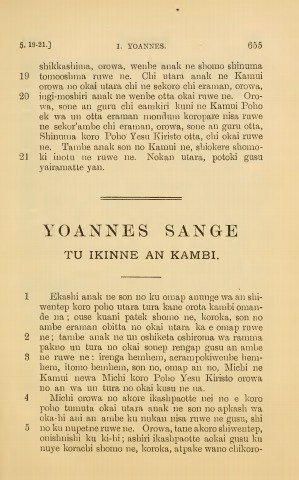 5. 19-21.] I. YOANNES. 655
shikkashima, orowa, wenbe anak ne shomo shinuma
19 tomooshma ruwe ne. Chi utara anak ne Kamui
orowa no okai utara chi ne sekoro chi eraman, orowa,
20 ingi-moshiri anak ne wenbe otta okai ruwe ne. Oro-
wa, sone an guru chi eamkiri kuni ne Kamui Poho
ek wa un otta eraman mondum koropare nisa ruwe
ne sekor'ambe chi eraman, orowa, sone an guru otta,
Shinuma koro Poho Yesu Kiristo otta, chi okai ruwe
ne. Tambe anak son no Kamui ne, shiokere shomo-
21 ki inotu ne ruwe ne. Nokan utara, potoki gusu
yairamatte yan.
YOANNES SANGE
TU IKINNE AN KAMBI.
1 Ekashi anak ne son no ku omap anunge wa an shi-
wentep koro poho utara tura kane orota kambi oman-
de na; ouse kuani patek shomo ne, koroka, son no
ambe eraman obitta no okai utara ka e omap ruwe
2 ne; tambe anak ne un oshiketa oshiroma wa ramma
pakno un tura no okai sonep rengap gusu an ambe
3 ne ruwe ne: irenga hemhem, aerampokiwenbe hem-
hem, itomo hemhem, son no, omap an no, Michi ne
Kamui newa Michi koro Poho Yesu Kiristo orowa
no an wa un tura no okai kusu ne na.
4 Michi orowa no akore ikashpaotte nei no e koro
poho tumuta okai utara anak ne son no apkash wa
oka-hi ani an ambe ku nukan nisa ruwe ne gusu, shi
5 no ku nupetne ruwe ne. Orowa, tane akoro shiwentep,
onishnishi ku ki-hi; ashiri ikashpaotte aokai gusu ku
nuye korachi shomo ne, koroka, atpake wano chikoro-